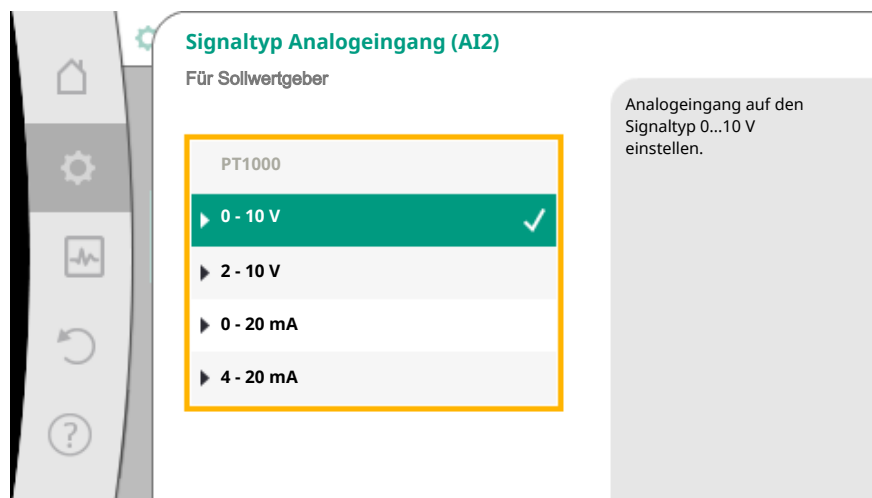 Signaltyp Analogeingang (AI2)
Für Sollwertgeber
PT1000
0 - 10 V
2 - 10 V
0 - 20 mA
4 - 20 mA
Analogeingang auf den
Signaltyp 0...10 V
einstellen.
?